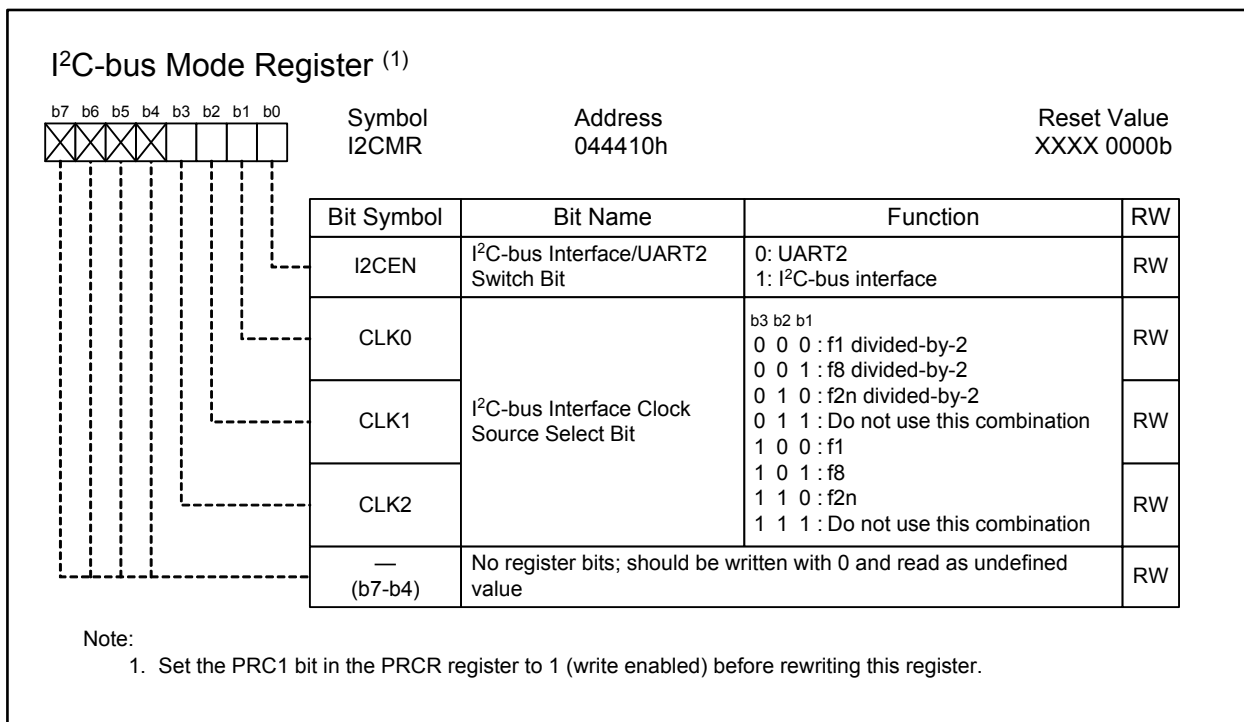 I²C-bus Mode Register (1)
b7 b6 b5 b4 b3 b2 b1 b0
Symbol Address Reset Value
I2CMR 044410h XXXX 0000b
Bit Symbol Bit Name Function RW
I2CEN I²C-bus Interface/UART2 Switch Bit 0: UART2 RW
1: I²C-bus interface
CLK0 RW
CLK1 RW
CLK2 RW
I²C-bus Interface Clock
Source Select Bit
b3 b2 b1
0 0 0 : f1 divided-by-2
0 0 1 : f8 divided-by-2
0 1 0 : f2n divided-by-2
0 1 1 : Do not use this combination
1 0 0 : f1
1 0 1 : f8
1 1 0 : f2n
1 1 1 : Do not use this combination
—
(b7-b4)
No register bits; should be written with 0 and read as undefined
value
RW
Note:
1. Set the PRC1 bit in the PRCR register to 1 (write enabled) before rewriting this register.